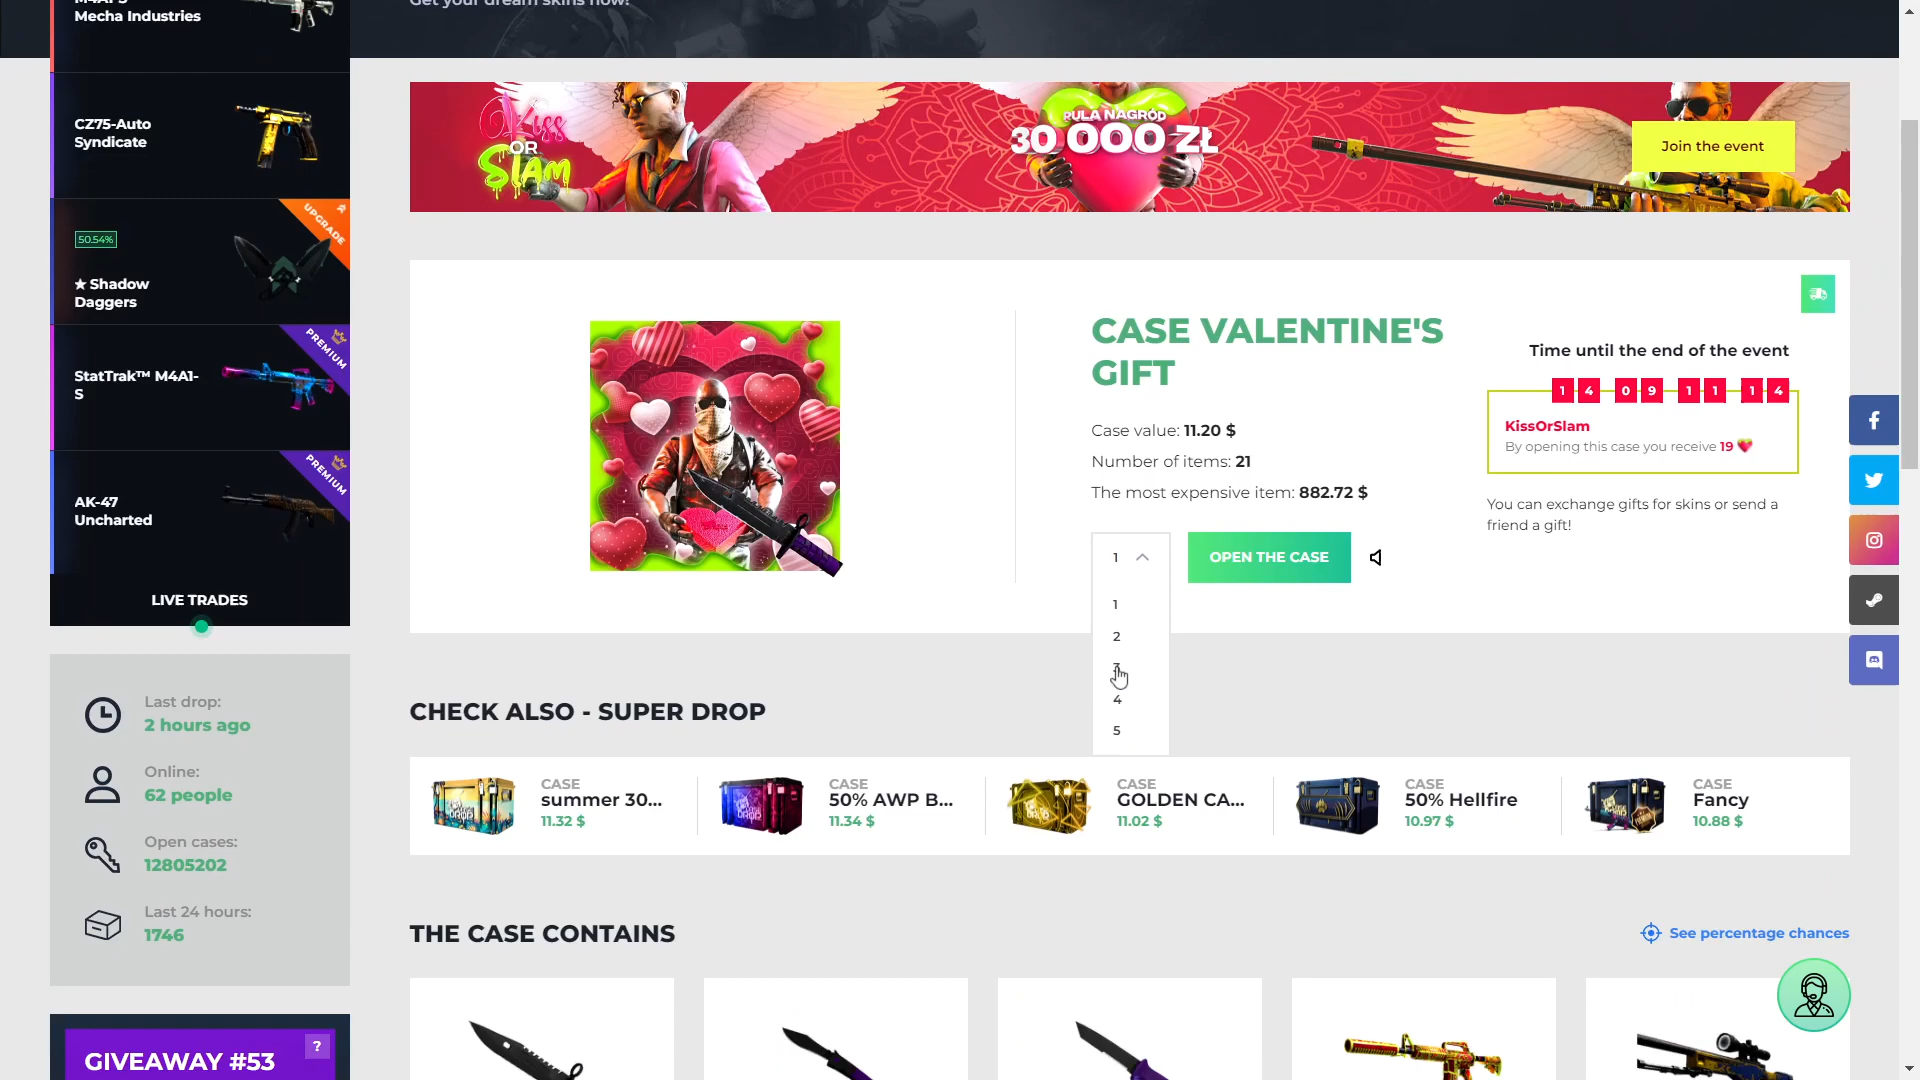 Mecha Industries
Get your dream skins now!
CZ75-Auto
Syndicate
UPGRADE
50.54%
★ Shadow
Daggers
PREMIUM
StatTrak™ M4A1-
S
PREMIUM
AK-47
Uncharted
LIVE TRADES
Last drop:
2 hours ago
Online:
62 people
Open cases:
12805202
Last 24 hours:
1746
GIVEAWAY #53
?
Kiss
OR
Slam
PULA NAGRÓD
30 000 ZŁ
Join the event
CASE VALENTINE'S
GIFT
Case value: 11.20 $
Number of items: 21
The most expensive item: 882.72 $
1
OPEN THE CASE
1
2
3
4
5
Time until the end of the event
1 4 0 9 1 1 1 4
KissOrSlam
By opening this case you receive 19
You can exchange gifts for skins or send a
friend a gift!
CHECK ALSO - SUPER DROP
CASE
summer 30...
11.32 $
CASE
50% AWP B...
11.34 $
CASE
GOLDEN CA...
11.02 $
CASE
50% Hellfire
10.97 $
CASE
Fancy
10.88 $
THE CASE CONTAINS
See percentage chances